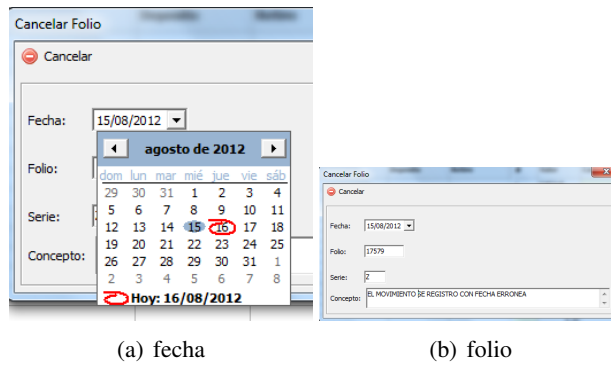 Cancelar Folio
Cancelar
Fecha: 15/08/2012
agosto de 2012
dom lun mar mié jue vie sáb
29 30 31 1 2 3 4
Folio:
5 6 7 8 9 10 11
Serie:
12 13 14 15 16 17 18
19 20 21 22 23 24 25
Concepto:
26 27 28 29 30 31 1
2 3 4 5 6 7 8
Hoy: 16/08/2012
(a) fecha
Cancelar Folio
Cancelar
Fecha: 15/08/2012
Folio: 17579
Serie: Z
Concepto: EL MOVIMIENTO SE REGISTRO CON FECHA ERRONEA
(b) folio